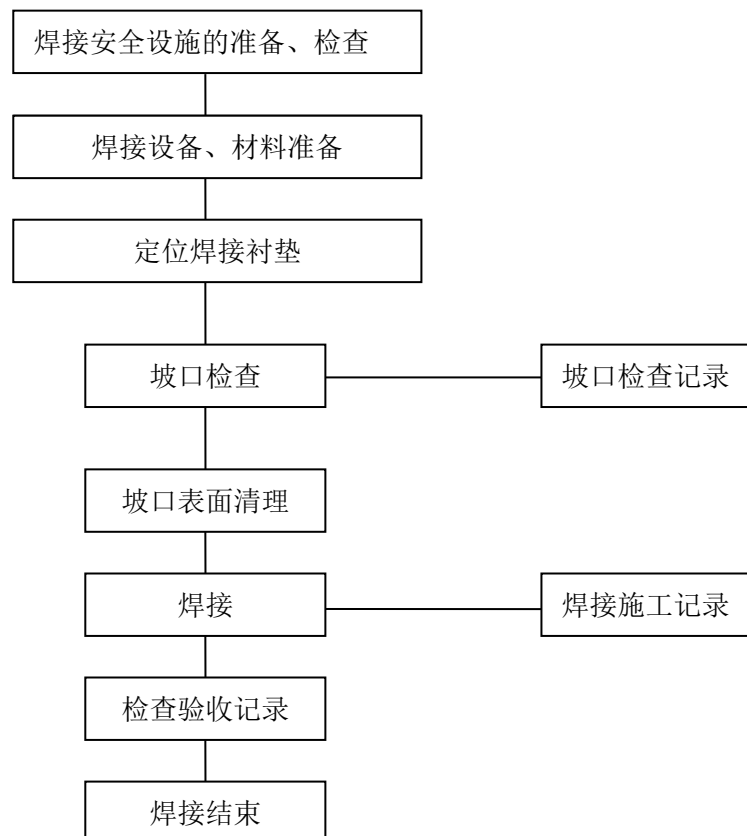 焊接安全设施的准备、检查
焊接设备、材料准备
定位焊接衬垫
坡口检查
坡口检查记录
坡口表面清理
焊接
焊接施工记录
检查验收记录
焊接结束